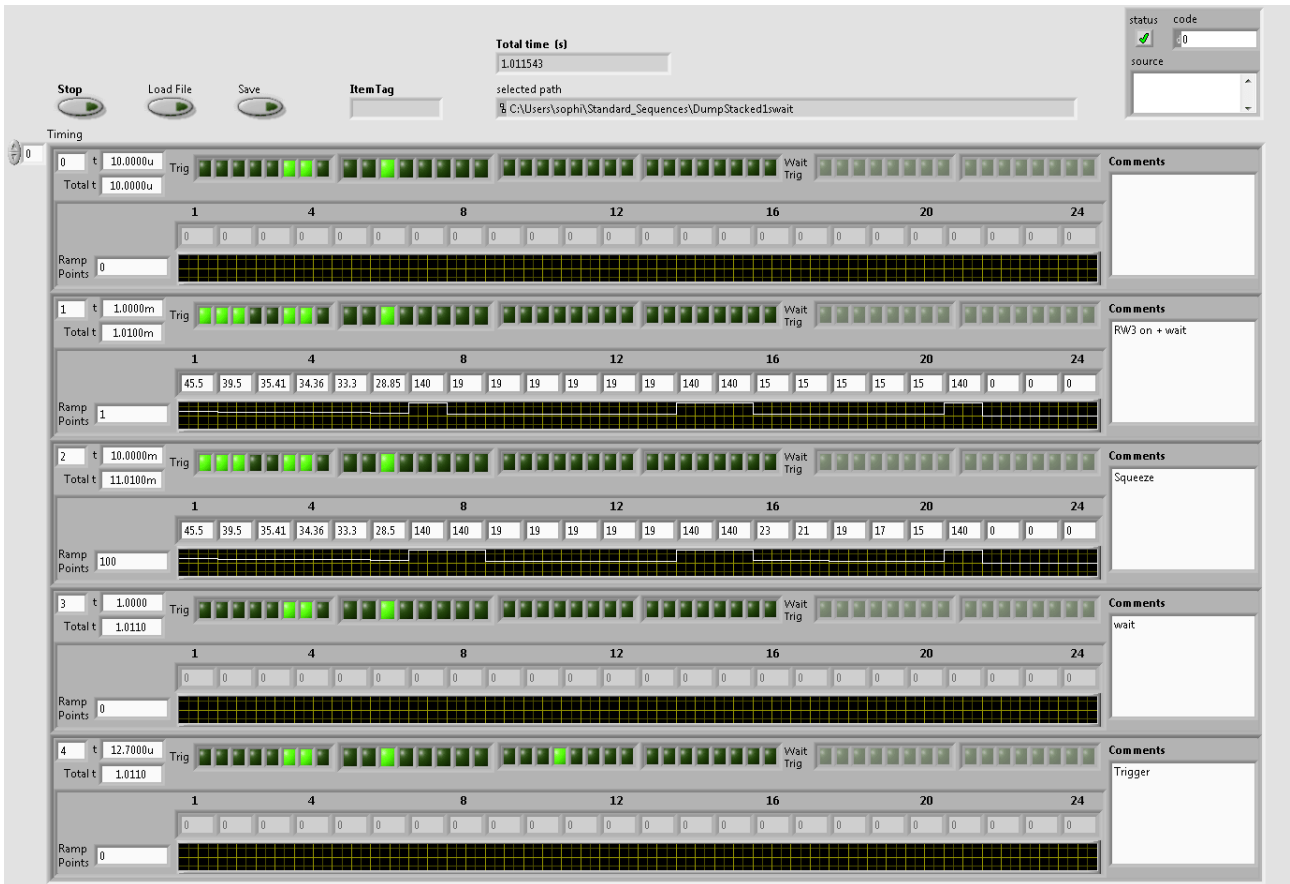 status code
0
Total time (s)
1.011543
source
Stop Load File Save ItemTag selected path
C:\Users\sophi\Standard_Sequences\DumpStacked1swait
Timing
0
0 t 10.0000u Trig Wait Trig Comments
Total t 10.0000u
1 4 8 12 16 20 24
0 0 0 0 0 0 0 0 0 0 0 0 0 0 0 0 0 0 0 0 0 0 0 0
Ramp Points 0
1 t 1.0000m Trig Wait Trig Comments
Total t 1.0100m RW3 on + wait
1 4 8 12 16 20 24
45.5 39.5 35.41 34.36 33.3 28.85 140 19 19 19 19 19 19 140 140 15 15 15 15 15 140 0 0 0
Ramp Points 1
2 t 10.0000m Trig Wait Trig Comments
Total t 11.0100m Squeeze
1 4 8 12 16 20 24
45.5 39.5 35.41 34.36 33.3 28.5 140 140 19 19 19 19 19 140 140 23 21 19 17 15 140 0 0 0
Ramp Points 100
3 t 1.0000 Trig Wait Trig Comments
Total t 1.0110 wait
1 4 8 12 16 20 24
0 0 0 0 0 0 0 0 0 0 0 0 0 0 0 0 0 0 0 0 0 0 0 0
Ramp Points 0
4 t 12.7000u Trig Wait Trig Comments
Total t 1.0110 Trigger
1 4 8 12 16 20 24
0 0 0 0 0 0 0 0 0 0 0 0 0 0 0 0 0 0 0 0 0 0 0 0
Ramp Points 0